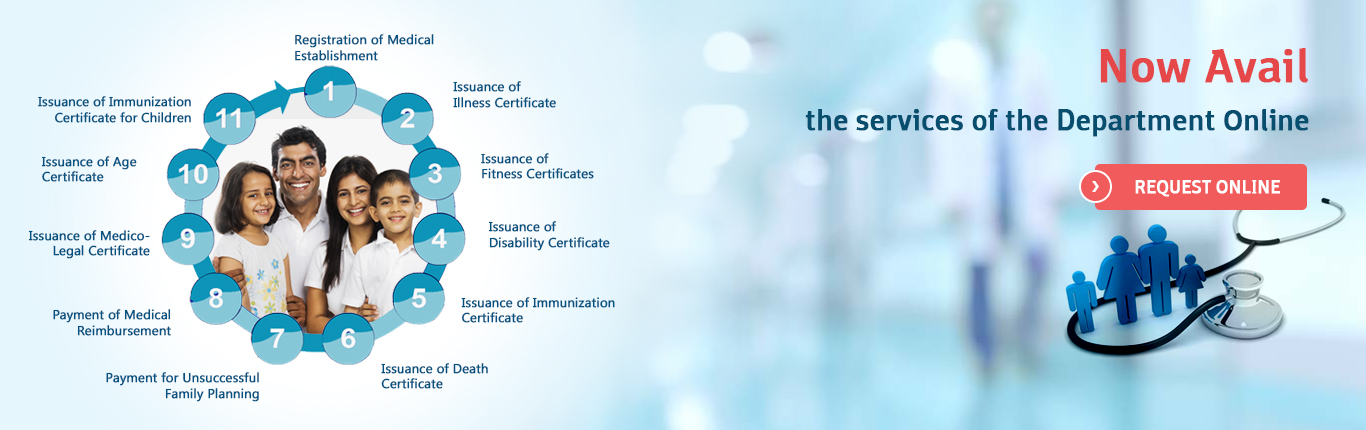 Registration of Medical
Establishment
1
Issuance of
Illness Certificate
2
Issuance of
Fitness Certificates
3
Issuance of
Disability Certificate
4
Issuance of Immunization
Certificate
5
Issuance of Death
Certificate
6
Payment for Unsuccessful
Family Planning
7
Payment of Medical
Reimbursement
8
Issuance of Medico-
Legal Certificate
9
Issuance of Age
Certificate
10
Issuance of Immunization
Certificate for Children
11
Now Avail
the services of the Department Online
REQUEST ONLINE